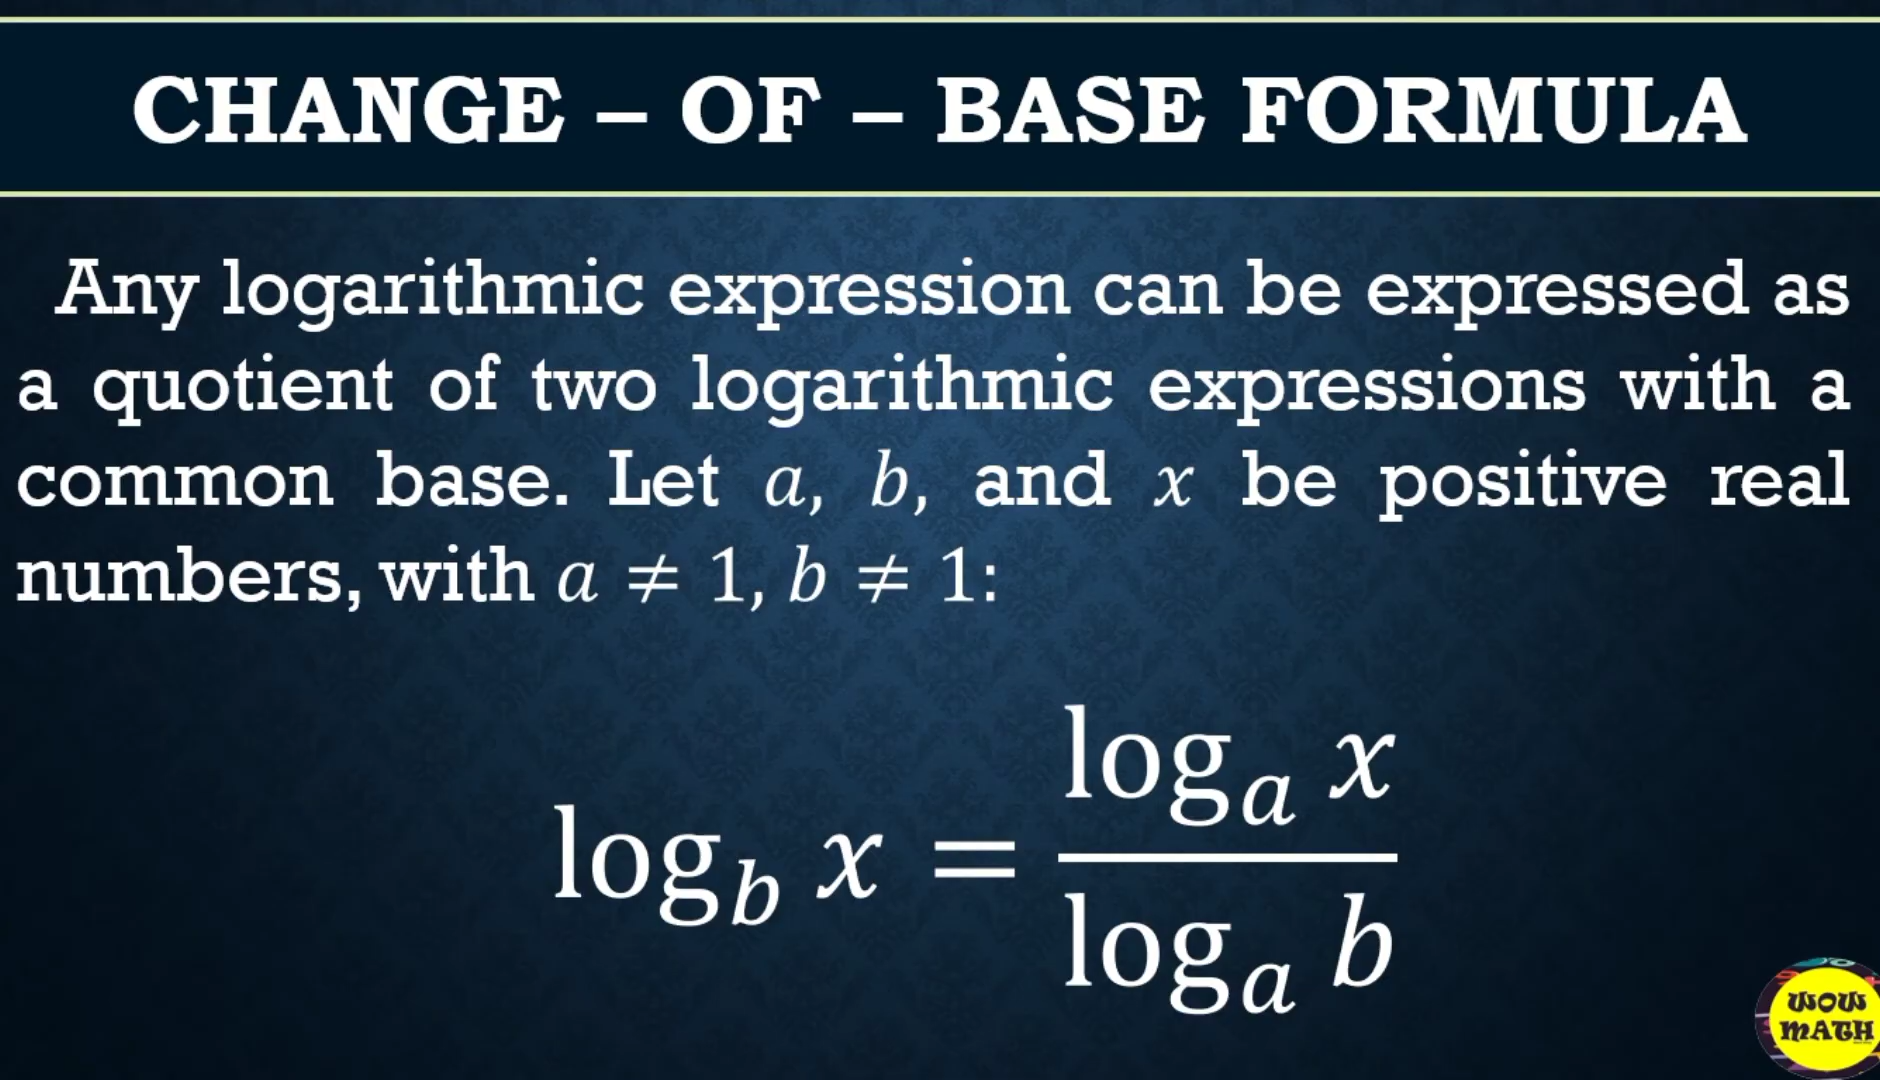 CHANGE – OF – BASE FORMULA
Any logarithmic expression can be expressed as
a quotient of two logarithmic expressions with a
common base. Let a, b, and x be positive real
numbers, with a ≠ 1, b ≠ 1:
log_b x = \frac{log_a x}{log_a b}
WOW
MATH